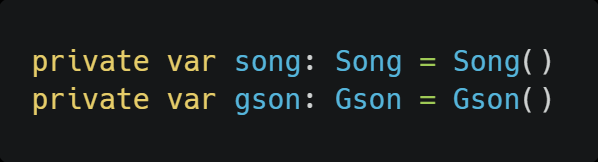 private var song: Song = Song()
private var gson: Gson = Gson()